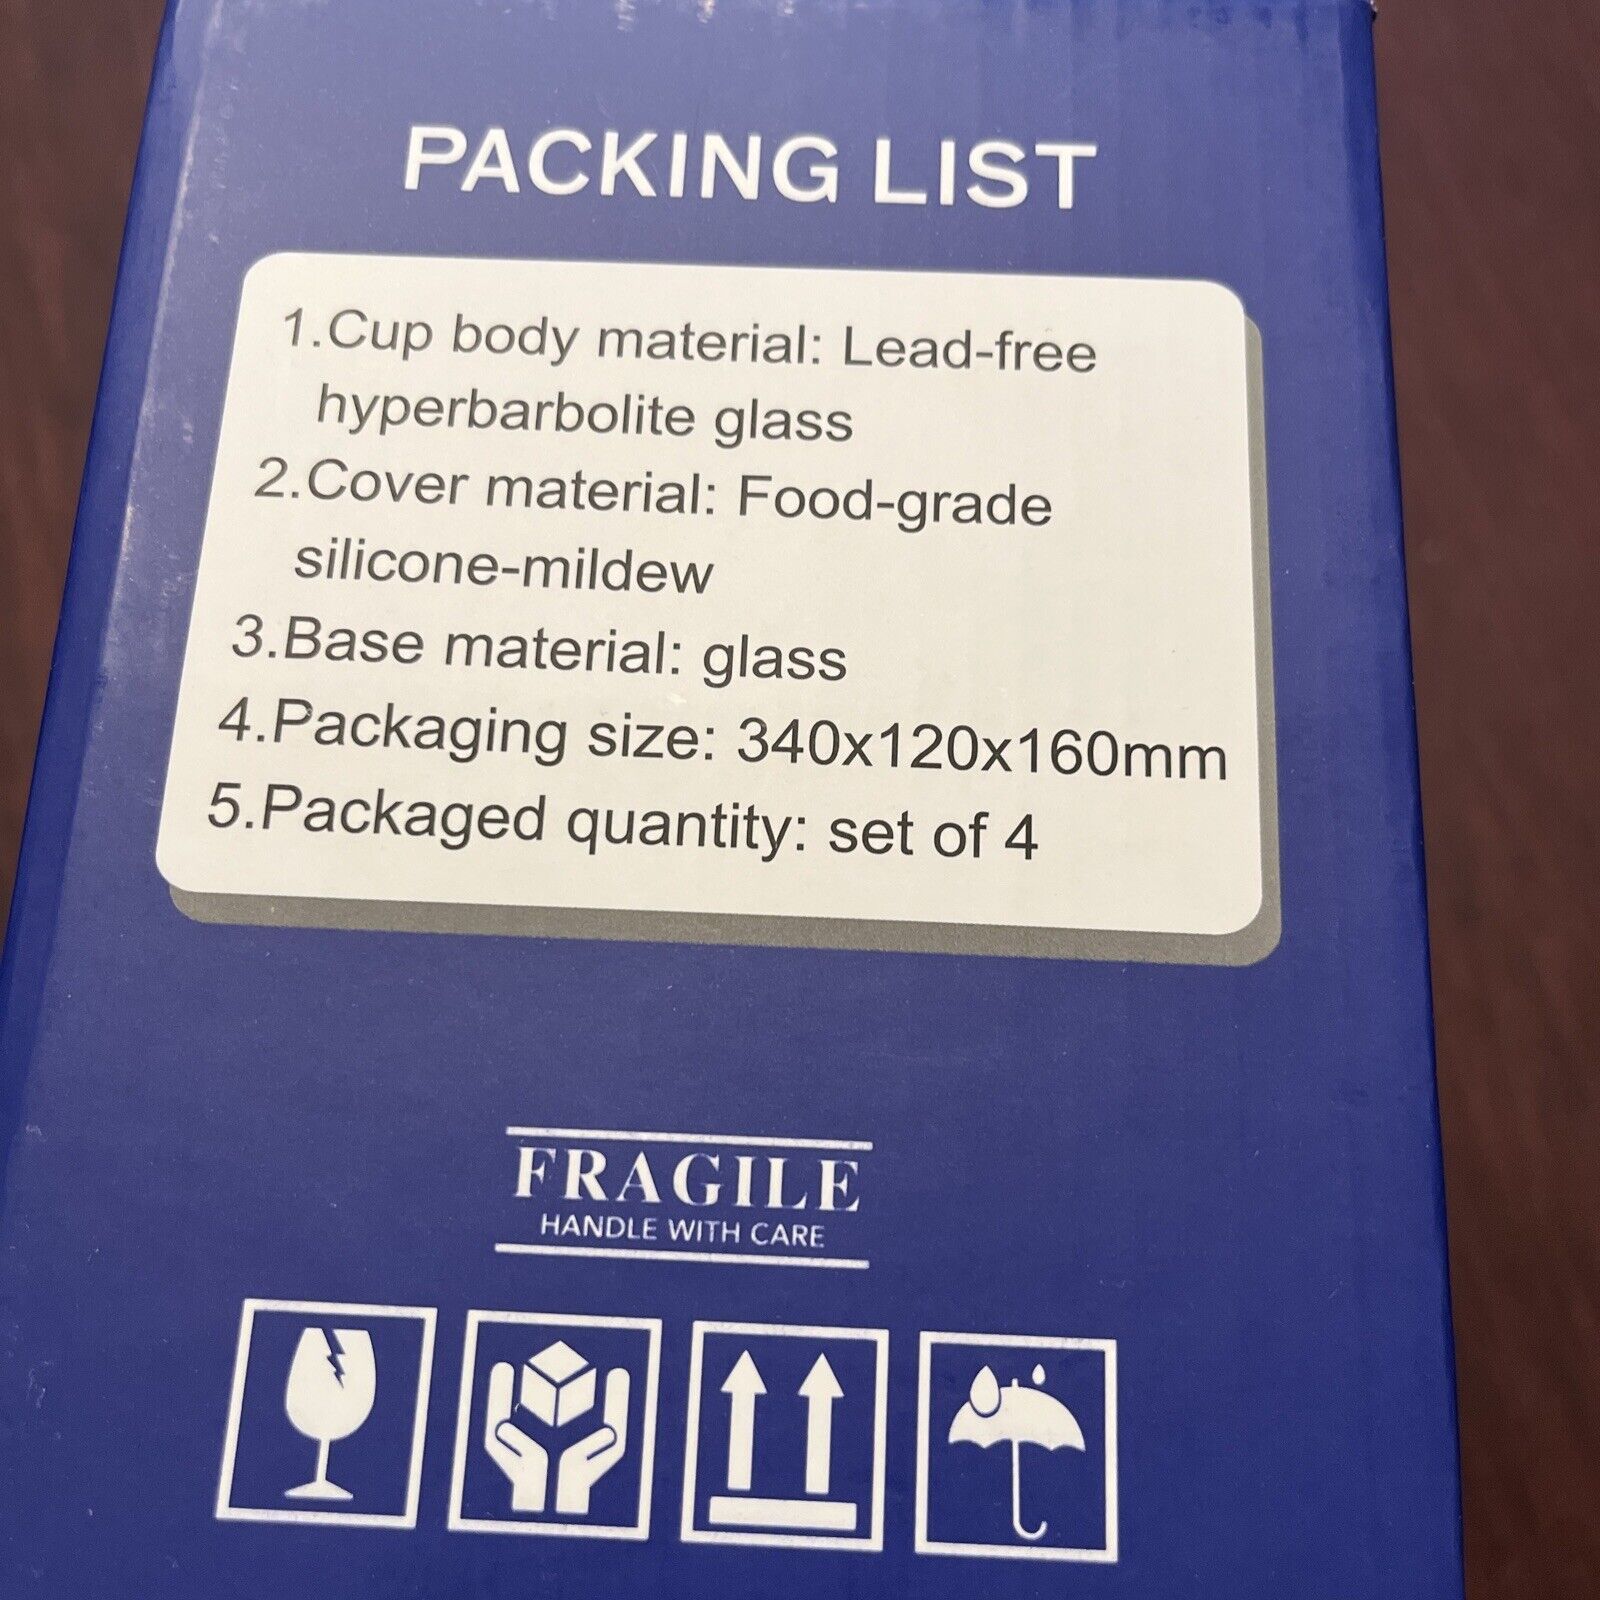 PACKING LIST
1.Cup body material: Lead-free
hyperbarbolite glass
2.Cover material: Food-grade
silicone-mildew
3.Base material: glass
4.Packaging size: 340x120x160mm
5.Packaged quantity: set of 4
FRAGILE
HANDLE WITH CARE